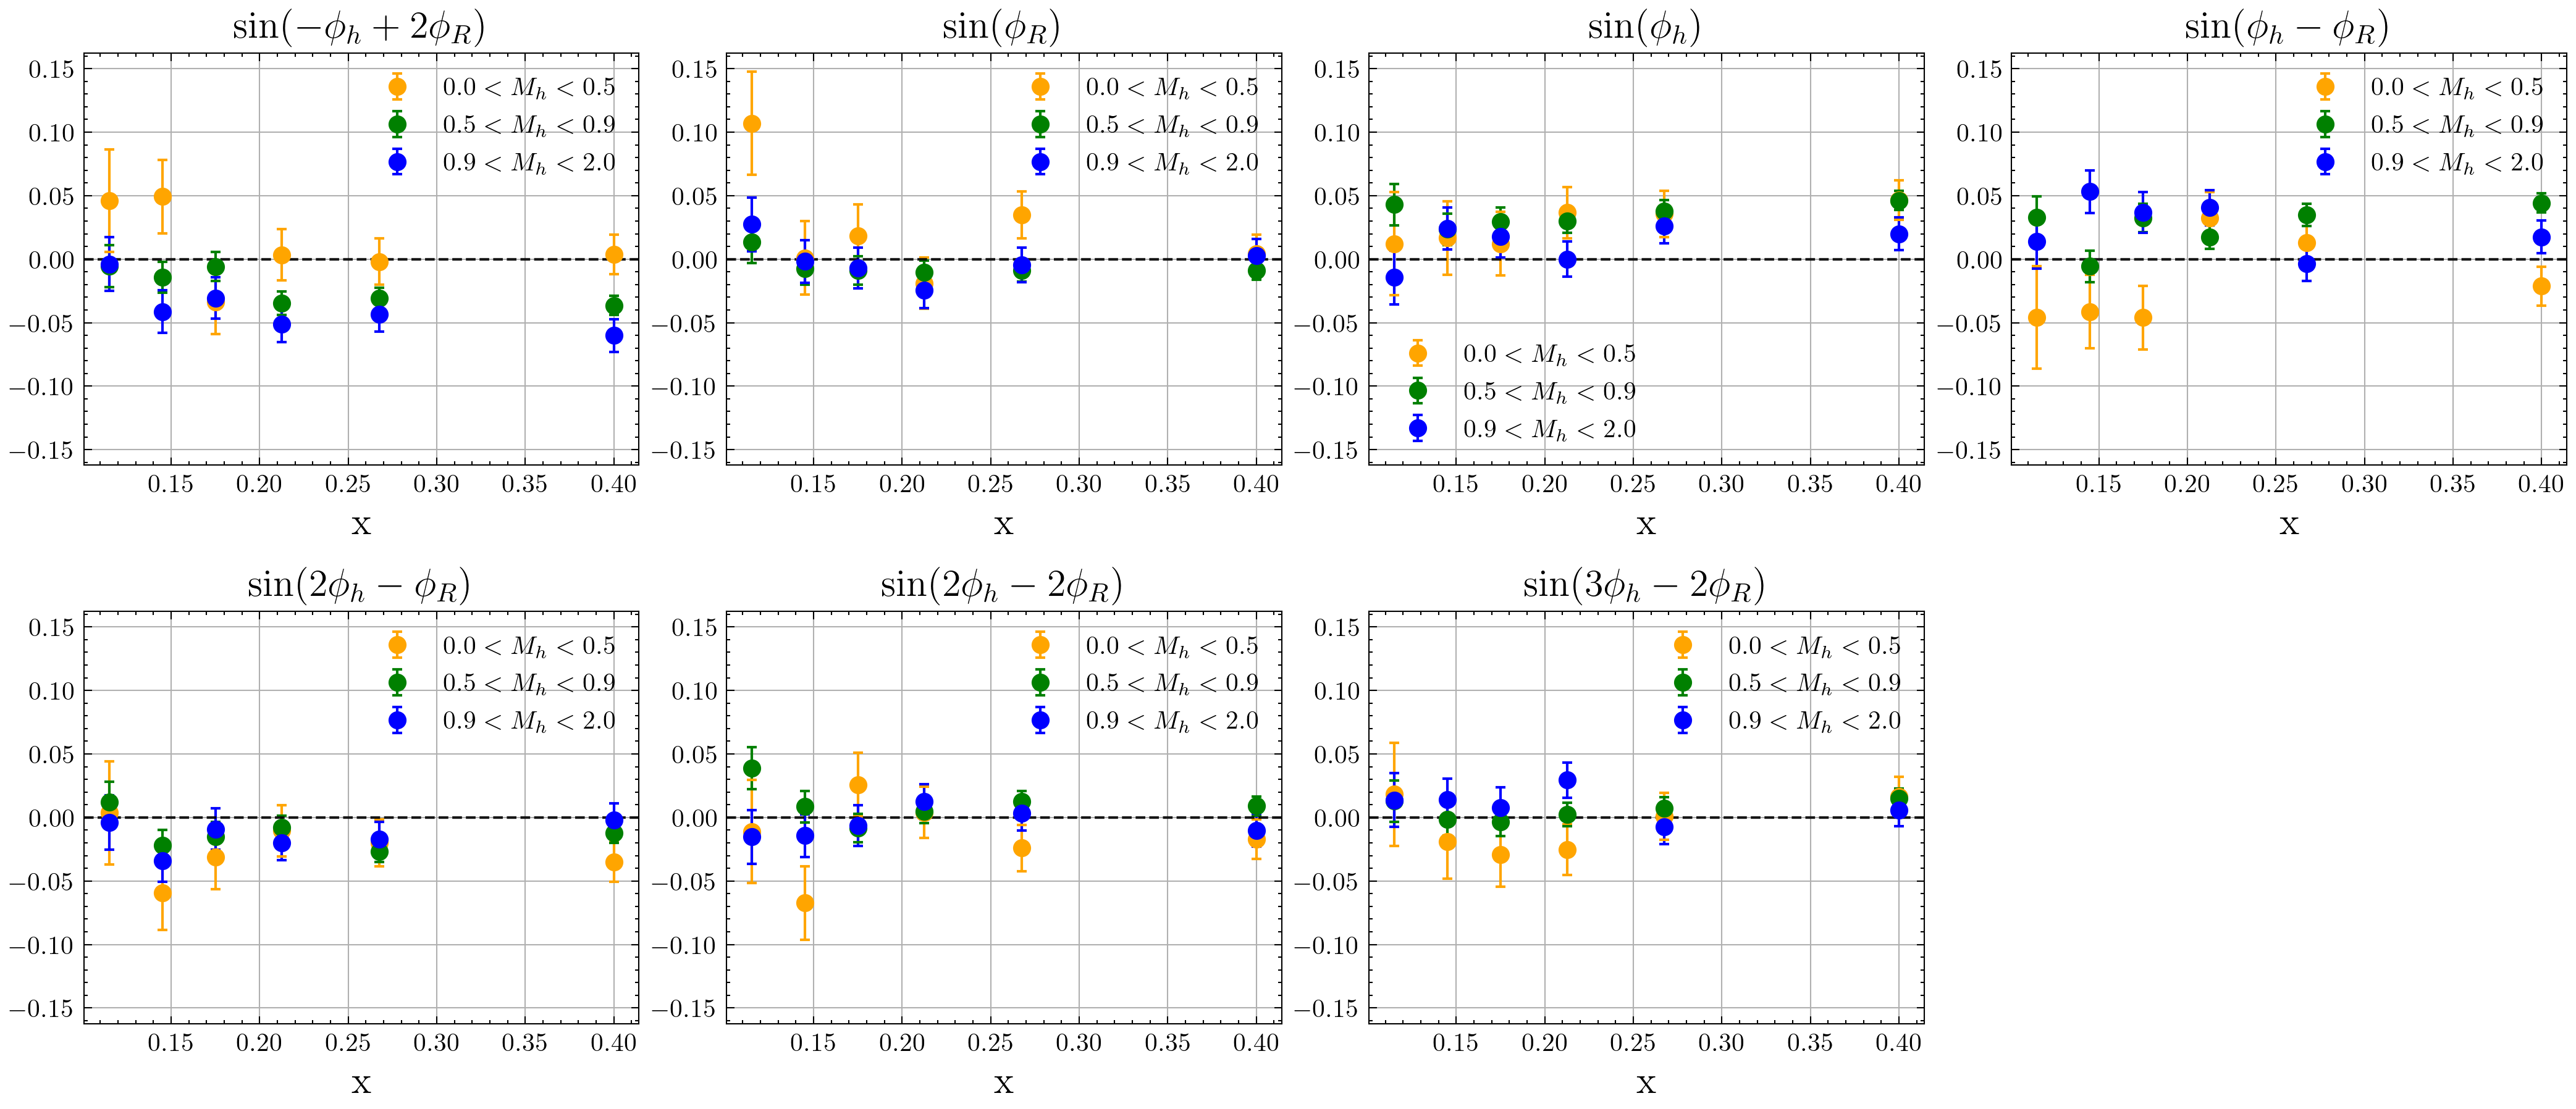 sin(−ϕ_h + 2ϕ_R)
0.15
0.10
0.05
0.00
−0.05
−0.10
−0.15
0.0 < M_h < 0.5
0.5 < M_h < 0.9
0.9 < M_h < 2.0
0.15 0.20 0.25 0.30 0.35 0.40
x
sin(ϕ_R)
0.15
0.10
0.05
0.00
−0.05
−0.10
−0.15
0.0 < M_h < 0.5
0.5 < M_h < 0.9
0.9 < M_h < 2.0
0.15 0.20 0.25 0.30 0.35 0.40
x
sin(ϕ_h)
0.15
0.10
0.05
0.00
−0.05
−0.10
−0.15
0.0 < M_h < 0.5
0.5 < M_h < 0.9
0.9 < M_h < 2.0
0.15 0.20 0.25 0.30 0.35 0.40
x
sin(ϕ_h − ϕ_R)
0.15
0.10
0.05
0.00
−0.05
−0.10
−0.15
0.0 < M_h < 0.5
0.5 < M_h < 0.9
0.9 < M_h < 2.0
0.15 0.20 0.25 0.30 0.35 0.40
x
sin(2ϕ_h − ϕ_R)
0.15
0.10
0.05
0.00
−0.05
−0.10
−0.15
0.0 < M_h < 0.5
0.5 < M_h < 0.9
0.9 < M_h < 2.0
0.15 0.20 0.25 0.30 0.35 0.40
x
sin(2ϕ_h − 2ϕ_R)
0.15
0.10
0.05
0.00
−0.05
−0.10
−0.15
0.0 < M_h < 0.5
0.5 < M_h < 0.9
0.9 < M_h < 2.0
0.15 0.20 0.25 0.30 0.35 0.40
x
sin(3ϕ_h − 2ϕ_R)
0.15
0.10
0.05
0.00
−0.05
−0.10
−0.15
0.0 < M_h < 0.5
0.5 < M_h < 0.9
0.9 < M_h < 2.0
0.15 0.20 0.25 0.30 0.35 0.40
x